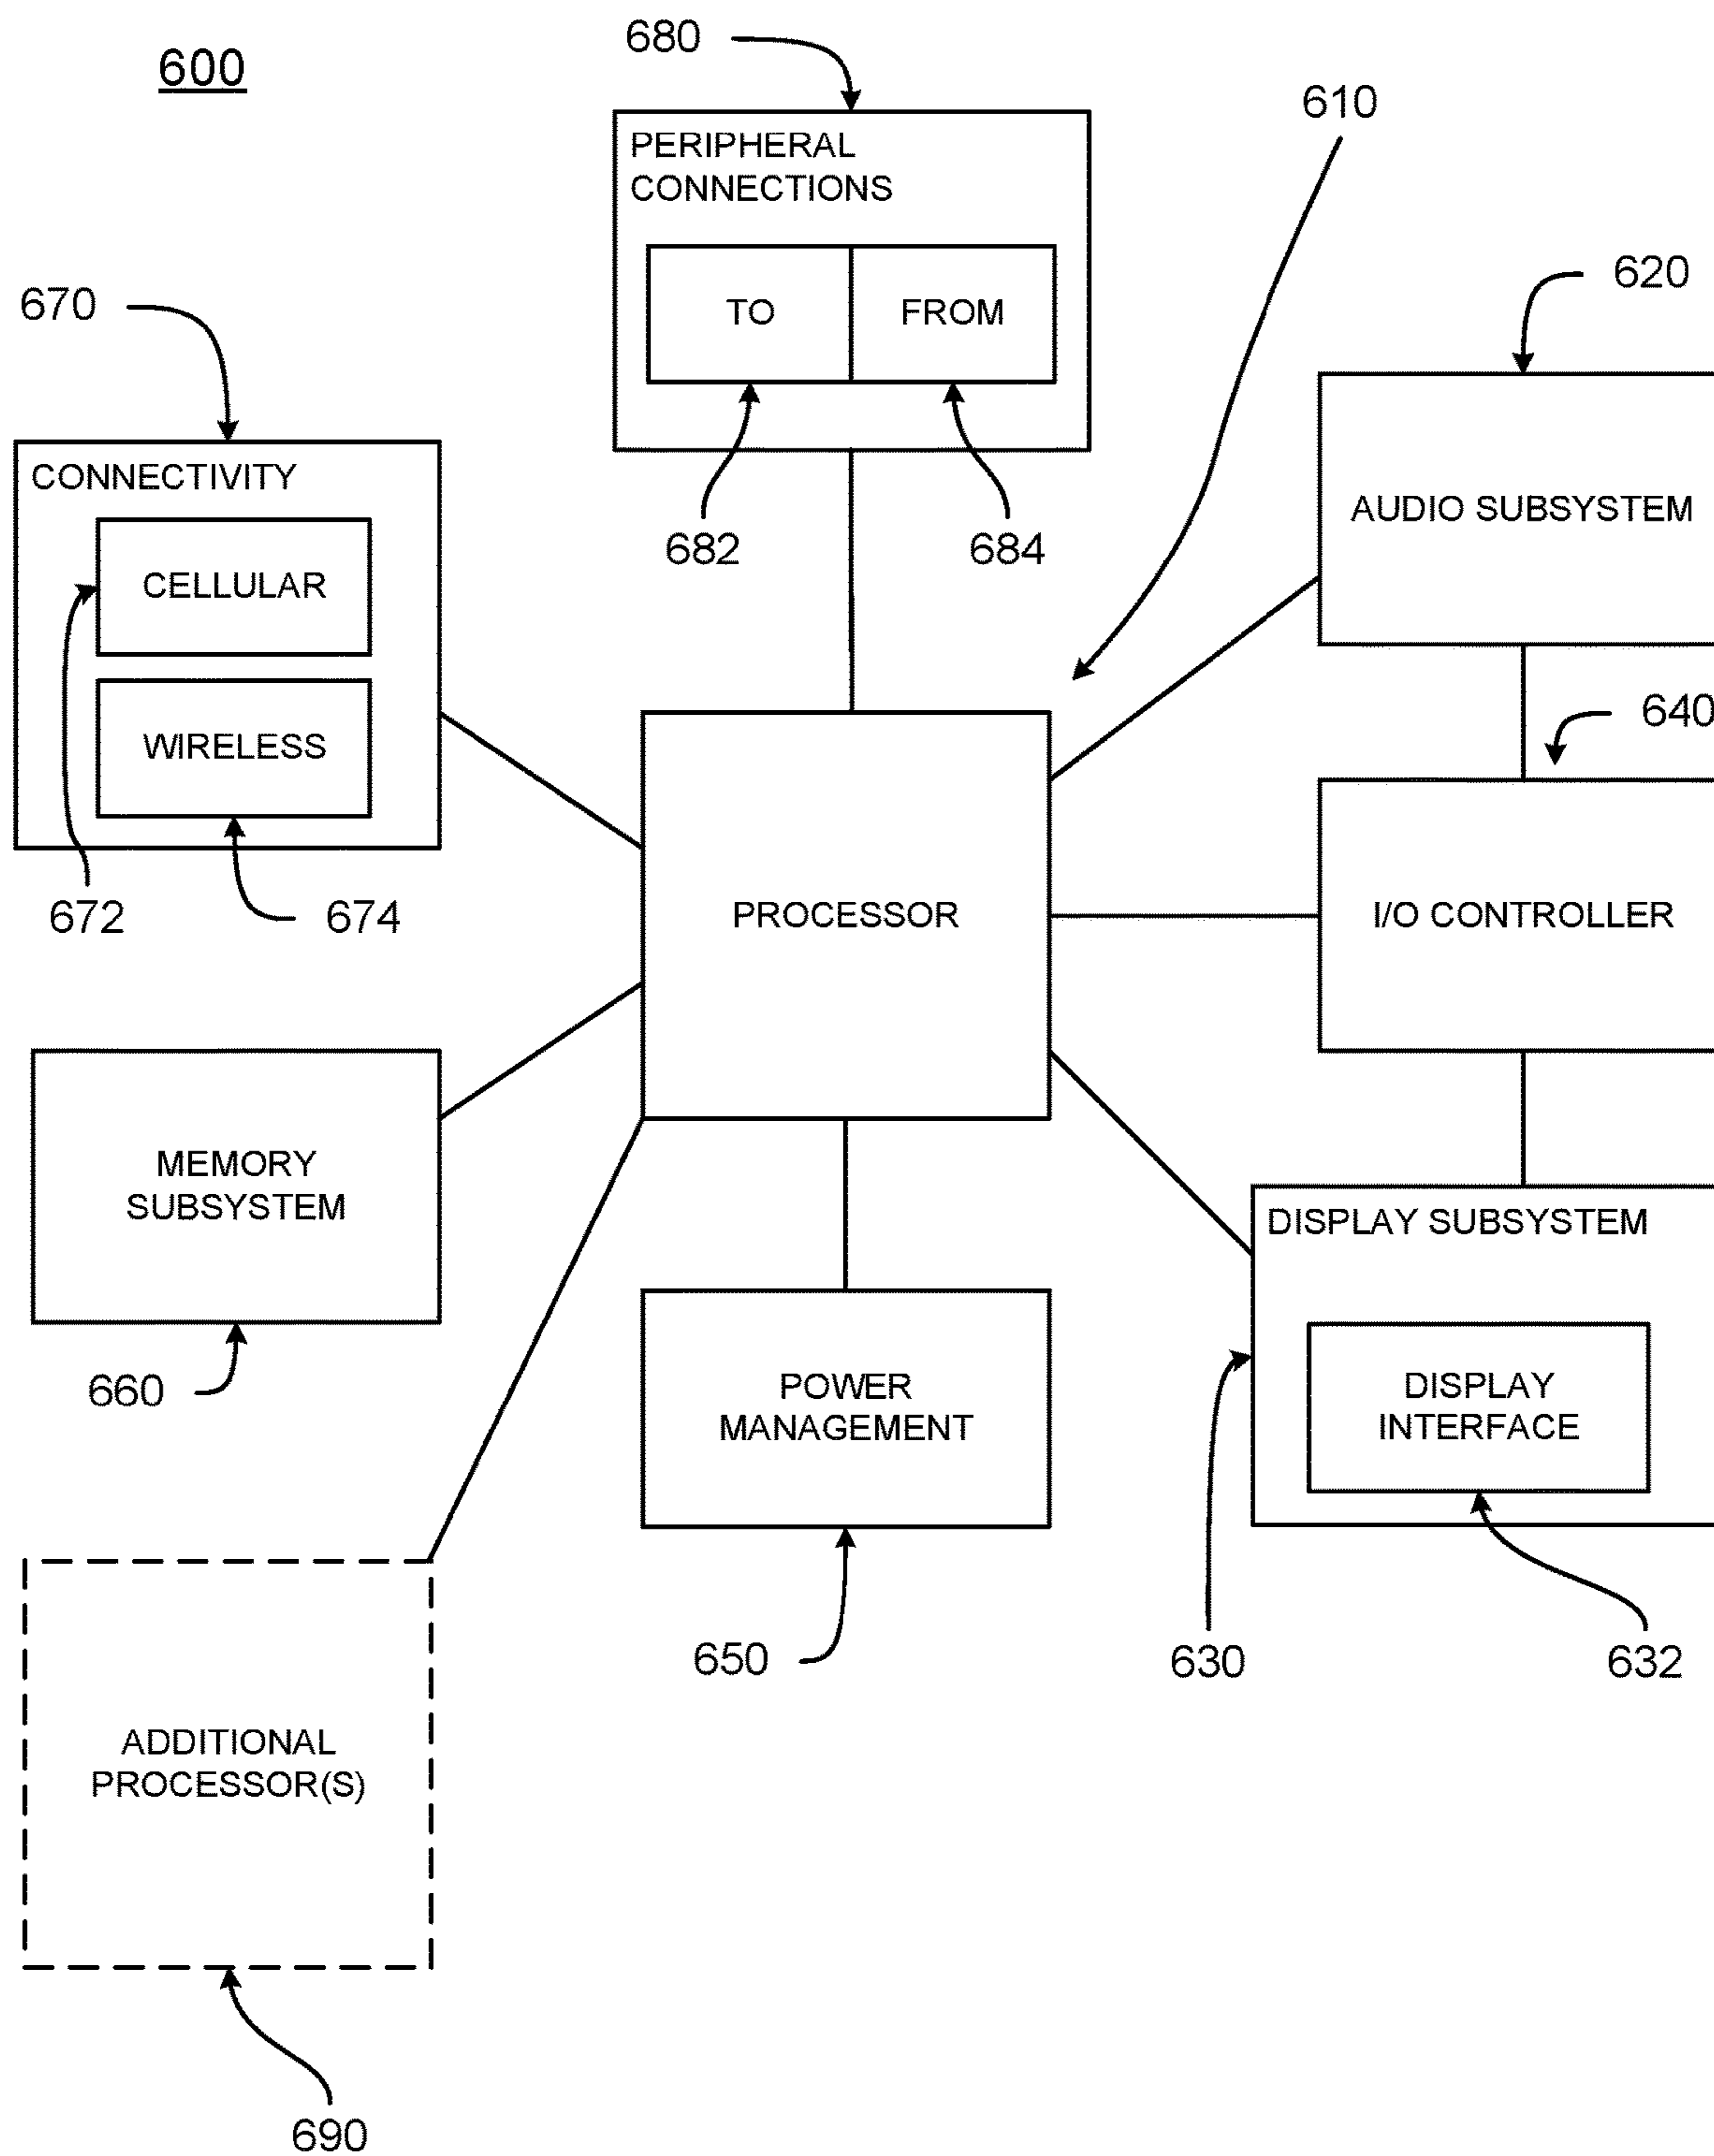 600
680
610
PERIPHERAL
CONNECTIONS
TO
FROM
620
670
682
684
CONNECTIVITY
CELLULAR
WIRELESS
672
674
AUDIO SUBSYSTEM
640
PROCESSOR
I/O CONTROLLER
MEMORY
SUBSYSTEM
660
POWER
MANAGEMENT
650
DISPLAY SUBSYSTEM
DISPLAY
INTERFACE
630
632
ADDITIONAL
PROCESSOR(S)
690